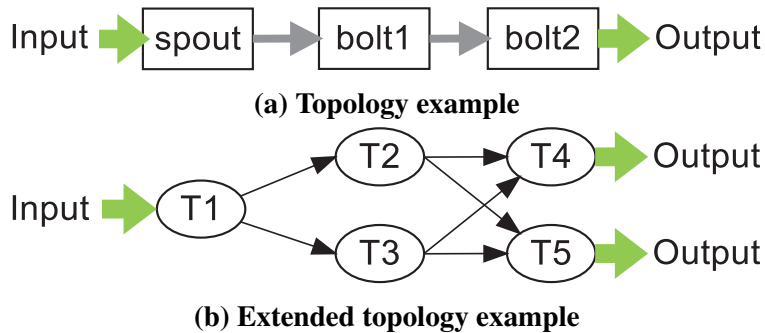 Input spout bolt1 bolt2 Output
(a) Topology example
T2 T4 Output
Input T1
T3 T5 Output
(b) Extended topology example